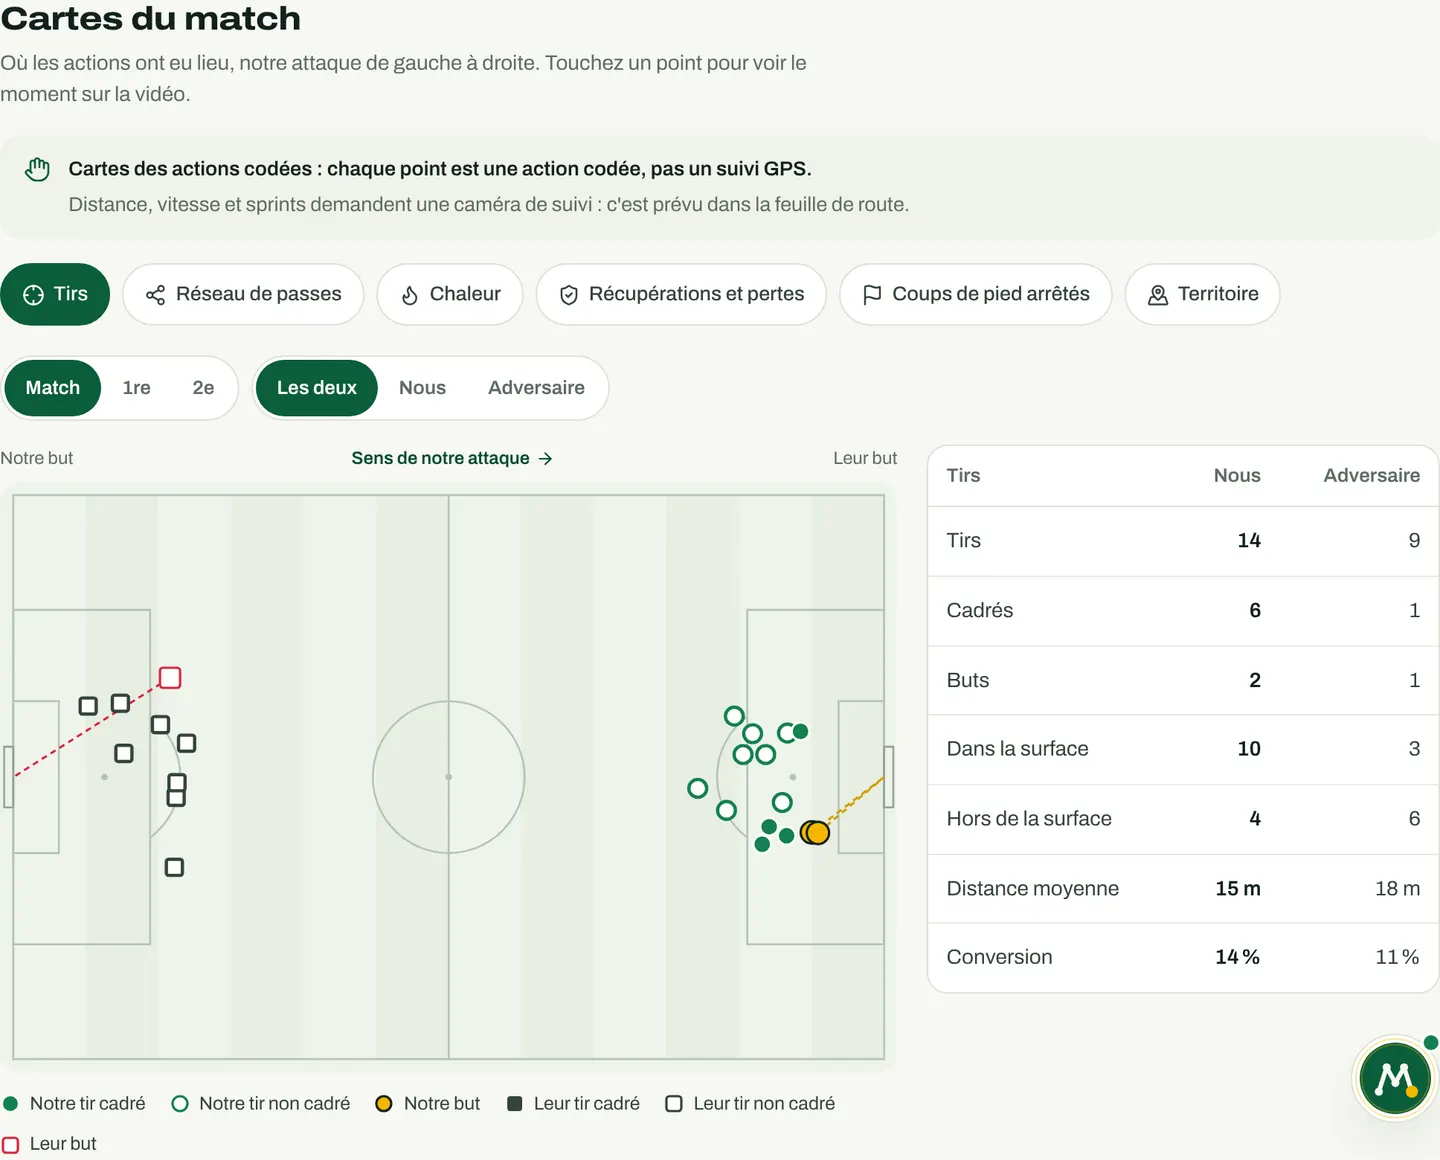 Cartes du match
Où les actions ont eu lieu, notre attaque de gauche à droite. Touchez un point pour voir le
moment sur la vidéo.
Cartes des actions codées : chaque point est une action codée, pas un suivi GPS.
Distance, vitesse et sprints demandent une caméra de suivi : c'est prévu dans la feuille de route.
Tirs Réseau de passes Chaleur Récupérations et pertes Coups de pied arrêtés Territoire
Match 1re 2e Les deux Nous Adversaire
Notre but Sens de notre attaque → Leur but
Tirs Nous Adversaire
Tirs 14 9
Cadrés 6 1
Buts 2 1
Dans la surface 10 3
Hors de la surface 4 6
Distance moyenne 15 m 18 m
Conversion 14 % 11 %
Notre tir cadré Notre tir non cadré Notre but Leur tir cadré Leur tir non cadré
Leur but